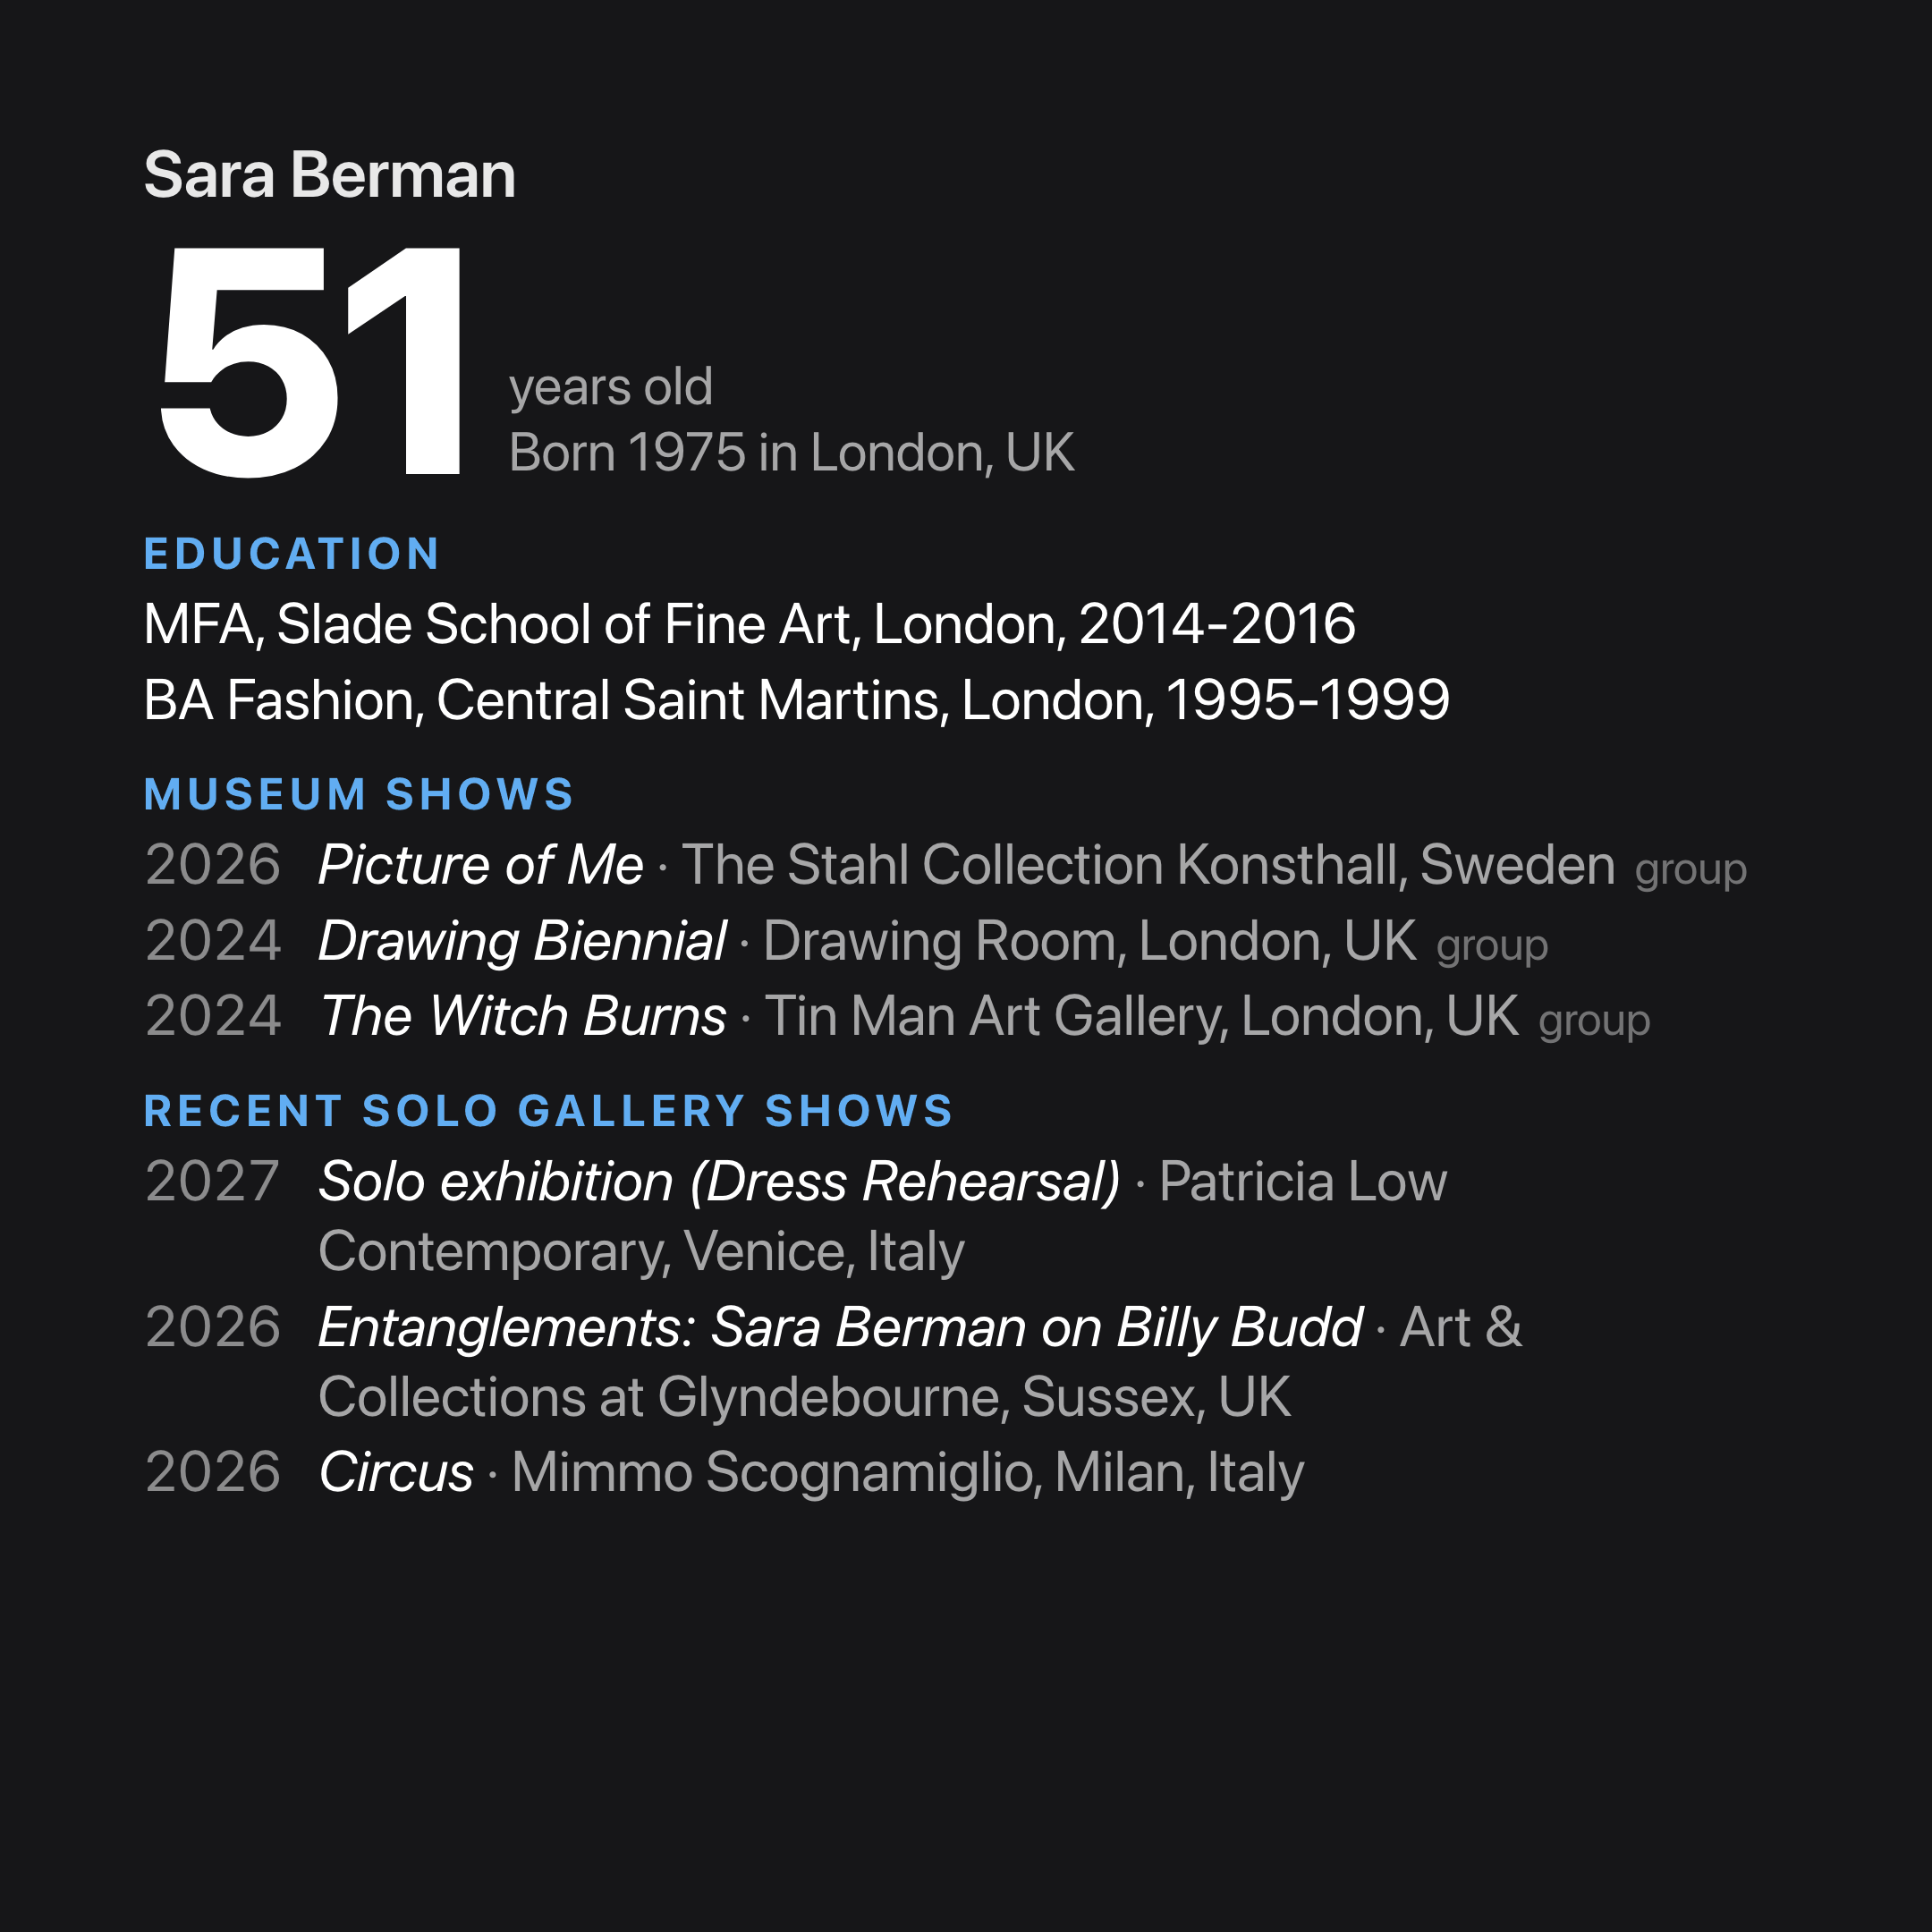 Sara Berman
51
years old
Born 1975 in London, UK
EDUCATION
MFA, Slade School of Fine Art, London, 2014-2016
BA Fashion, Central Saint Martins, London, 1995-1999
MUSEUM SHOWS
2026 Picture of Me · The Stahl Collection Konsthall, Sweden group
2024 Drawing Biennial · Drawing Room, London, UK group
2024 The Witch Burns · Tin Man Art Gallery, London, UK group
RECENT SOLO GALLERY SHOWS
2027 Solo exhibition (Dress Rehearsal) · Patricia Low
Contemporary, Venice, Italy
2026 Entanglements: Sara Berman on Billy Budd · Art &
Collections at Glyndebourne, Sussex, UK
2026 Circus · Mimmo Scognamiglio, Milan, Italy